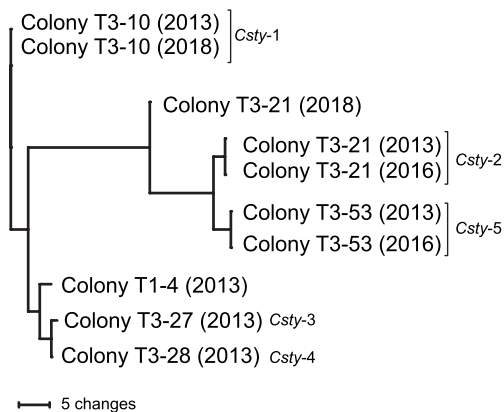 Colony T3-10 (2013)
Colony T3-10 (2018)
Csty-1
Colony T3-21 (2018)
Colony T3-21 (2013)
Colony T3-21 (2016)
Csty-2
Colony T3-53 (2013)
Colony T3-53 (2016)
Csty-5
Colony T1-4 (2013)
Colony T3-27 (2013) Csty-3
Colony T3-28 (2013) Csty-4
5 changes